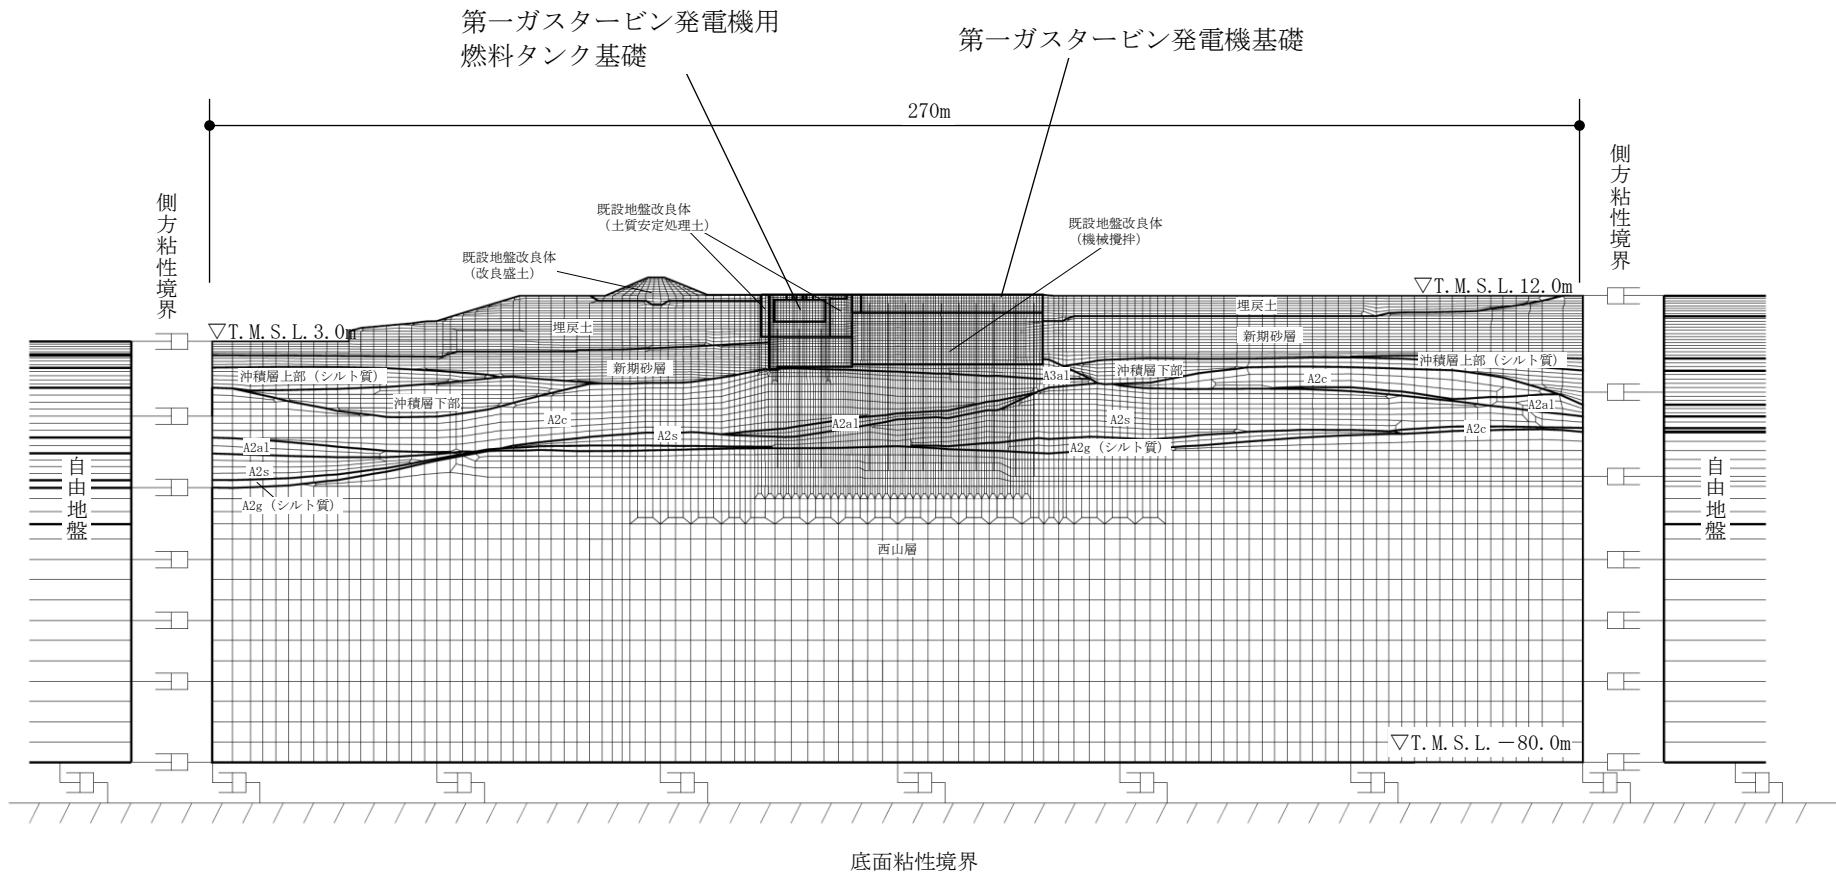 第一ガスタービン発電機用
燃料タンク基礎
第一ガスタービン発電機基礎
270m
側方粘性境界
側方粘性境界
既設地盤改良体
（土質安定処理土）
既設地盤改良体
（機械攪拌）
既設地盤改良体
（改良盛土）
▽T.M.S.L.12.0m
▽T.M.S.L.3.0m
埋戻土
埋戻土
新期砂層
新期砂層
沖積層上部（シルト質）
沖積層上部（シルト質）
沖積層下部
沖積層下部
A3a1
A2c
A2c
A2a1
A2a1
A2s
A2s
A2c
A2a1
A2g（シルト質）
A2s
A2g（シルト質）
自由地盤
自由地盤
西山層
▽T.M.S.L.－80.0m
底面粘性境界